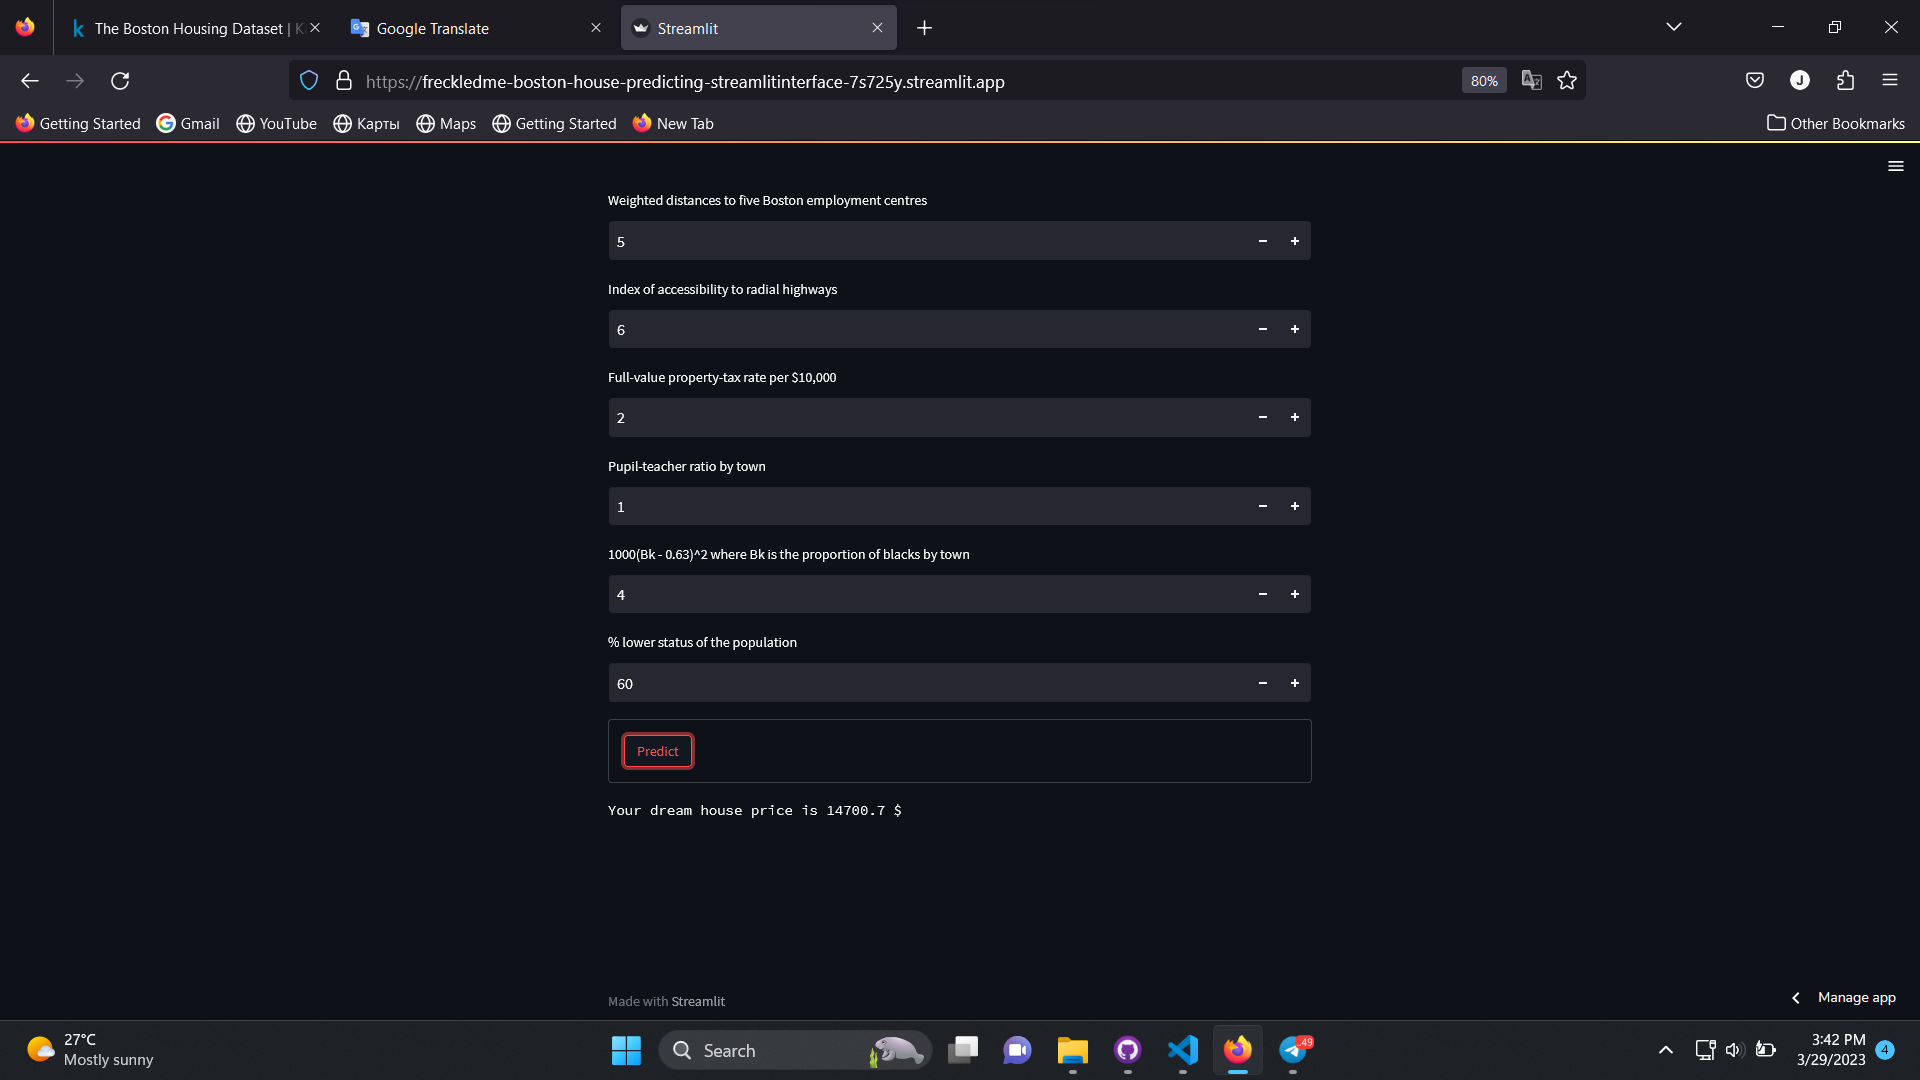 The Boston Housing Dataset | K
Google Translate
Streamlit
https://freckledme-boston-house-predicting-streamlitinterface-7s725y.streamlit.app
80%
J
Getting Started
Gmail
YouTube
Карты
Maps
Getting Started
New Tab
Other Bookmarks
Weighted distances to five Boston employment centres
5
Index of accessibility to radial highways
6
Full-value property-tax rate per $10,000
2
Pupil-teacher ratio by town
1
1000(Bk - 0.63)^2 where Bk is the proportion of blacks by town
4
% lower status of the population
60
Predict
Your dream house price is 14700.7 $
Made with Streamlit
Manage app
27°C
Mostly sunny
Search
49
3:42 PM
3/29/2023
4